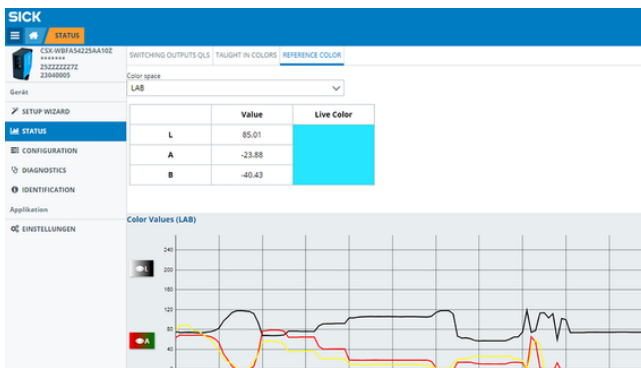 SICK
STATUS
CSX-WBFA54225AA10Z
*******
252222227Z
23040005
Gerät
SETUP WIZARD
STATUS
CONFIGURATION
DIAGNOSTICS
IDENTIFICATION
Applikation
EINSTELLUNGEN
SWITCHING OUTPUTS QLS TAUGHT IN COLORS REFERENCE COLOR
Color space
LAB
Value Live Color
L 85.01
A -23.88
B -40.43
Color Values (LAB)
L
A
240
200
160
120
80
40